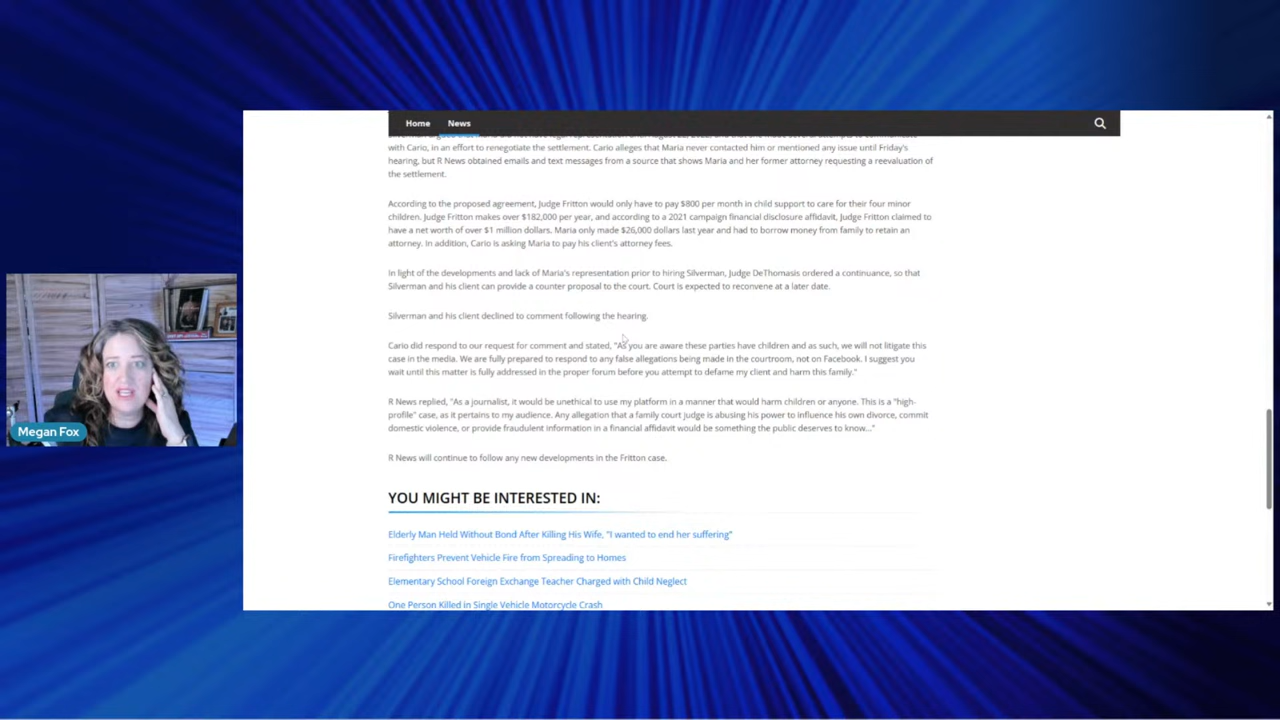 Home News
with Cario, in an effort to renegotiate the settlement. Cario alleges that Maria never contacted him or mentioned any issue until Friday's
hearing, but R News obtained emails and text messages from a source that shows Maria and her former attorney requesting a reevaluation of
the settlement.
According to the proposed agreement, Judge Fritton would only have to pay $800 per month in child support to care for their four minor
children. Judge Fritton makes over $182,000 per year, and according to a 2021 campaign financial disclosure affidavit, Judge Fritton claimed to
have a net worth of over $1 million dollars. Maria only made $26,000 dollars last year and had to borrow money from family to retain an
attorney. In addition, Cario is asking Maria to pay his client's attorney fees.
In light of the developments and lack of Maria's representation prior to hiring Silverman, Judge DeThomasis ordered a continuance, so that
Silverman and his client can provide a counter proposal to the court. Court is expected to reconvene at a later date.
Silverman and his client declined to comment following the hearing.
Cario did respond to our request for comment and stated, "As you are aware these parties have children and as such, we will not litigate this
case in the media. We are fully prepared to respond to any false allegations being made in the courtroom, not on Facebook. I suggest you
wait until this matter is fully addressed in the proper forum before you attempt to defame my client and harm this family."
R News replied, "As a journalist, it would be unethical to use my platform in a manner that would harm children or anyone. This is a "high-
profile" case, as it pertains to my audience. Any allegation that a family court judge is abusing his power to influence his own divorce, commit
domestic violence, or provide fraudulent information in a financial affidavit would be something the public deserves to know..."
R News will continue to follow any new developments in the Fritton case.
Megan Fox
YOU MIGHT BE INTERESTED IN:
Elderly Man Held Without Bond After Killing His Wife, "I wanted to end her suffering"
Firefighters Prevent Vehicle Fire from Spreading to Homes
Elementary School Foreign Exchange Teacher Charged with Child Neglect
One Person Killed in Single Vehicle Motorcycle Crash